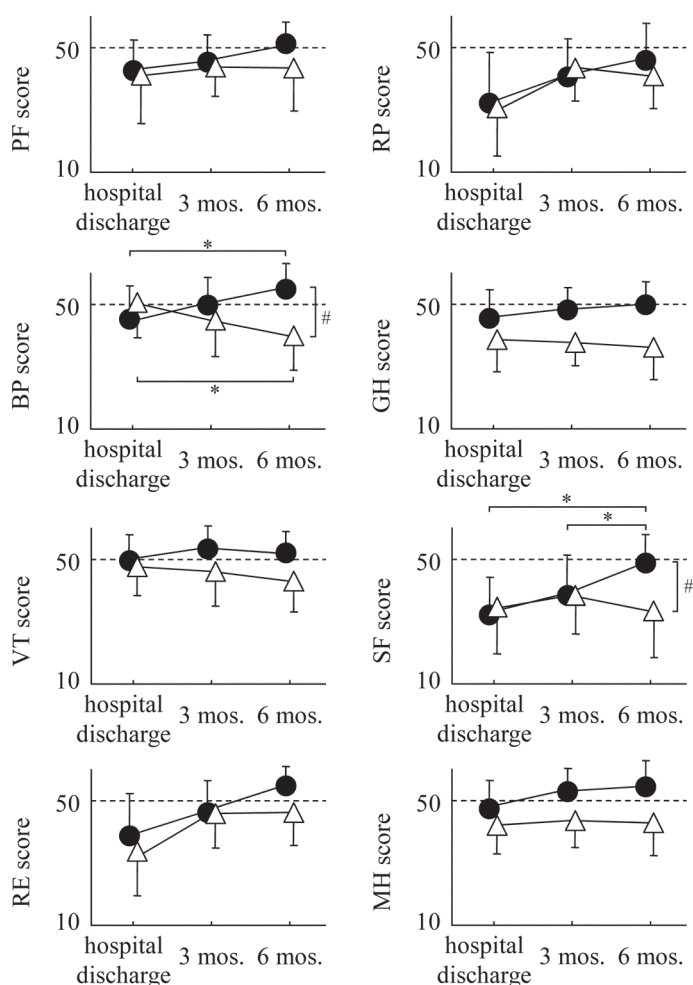 PF score
50
10
hospital
discharge
3 mos.
6 mos.
RP score
50
10
hospital
discharge
3 mos.
6 mos.
BP score
50
10
*
#
*
hospital
discharge
3 mos.
6 mos.
GH score
50
10
hospital
discharge
3 mos.
6 mos.
VT score
50
10
hospital
discharge
3 mos.
6 mos.
SF score
50
10
*
*
#
hospital
discharge
3 mos.
6 mos.
RE score
50
10
hospital
discharge
3 mos.
6 mos.
MH score
50
10
hospital
discharge
3 mos.
6 mos.